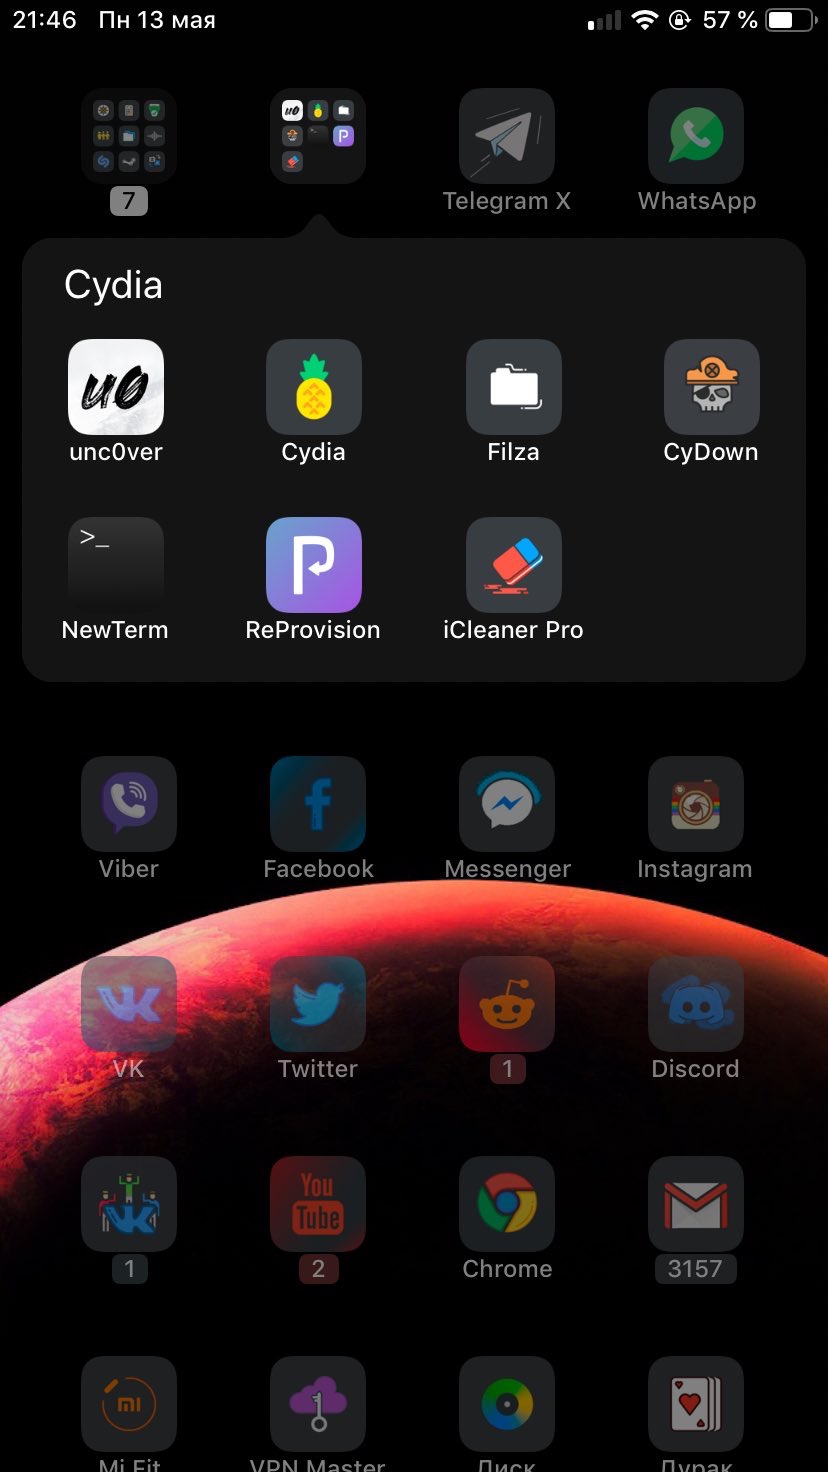 21:46 Пн 13 мая 57 %
7
Telegram X
WhatsApp
Cydia
u0
unc0ver
Cydia
Filza
CyDown
>_
NewTerm
ReProvision
iCleaner Pro
Viber
Facebook
Messenger
Instagram
VK
Twitter
1
Discord
You
Tube
1
2
Chrome
3157
MI
Mi Fit
VPN Master
Диск
Дурак